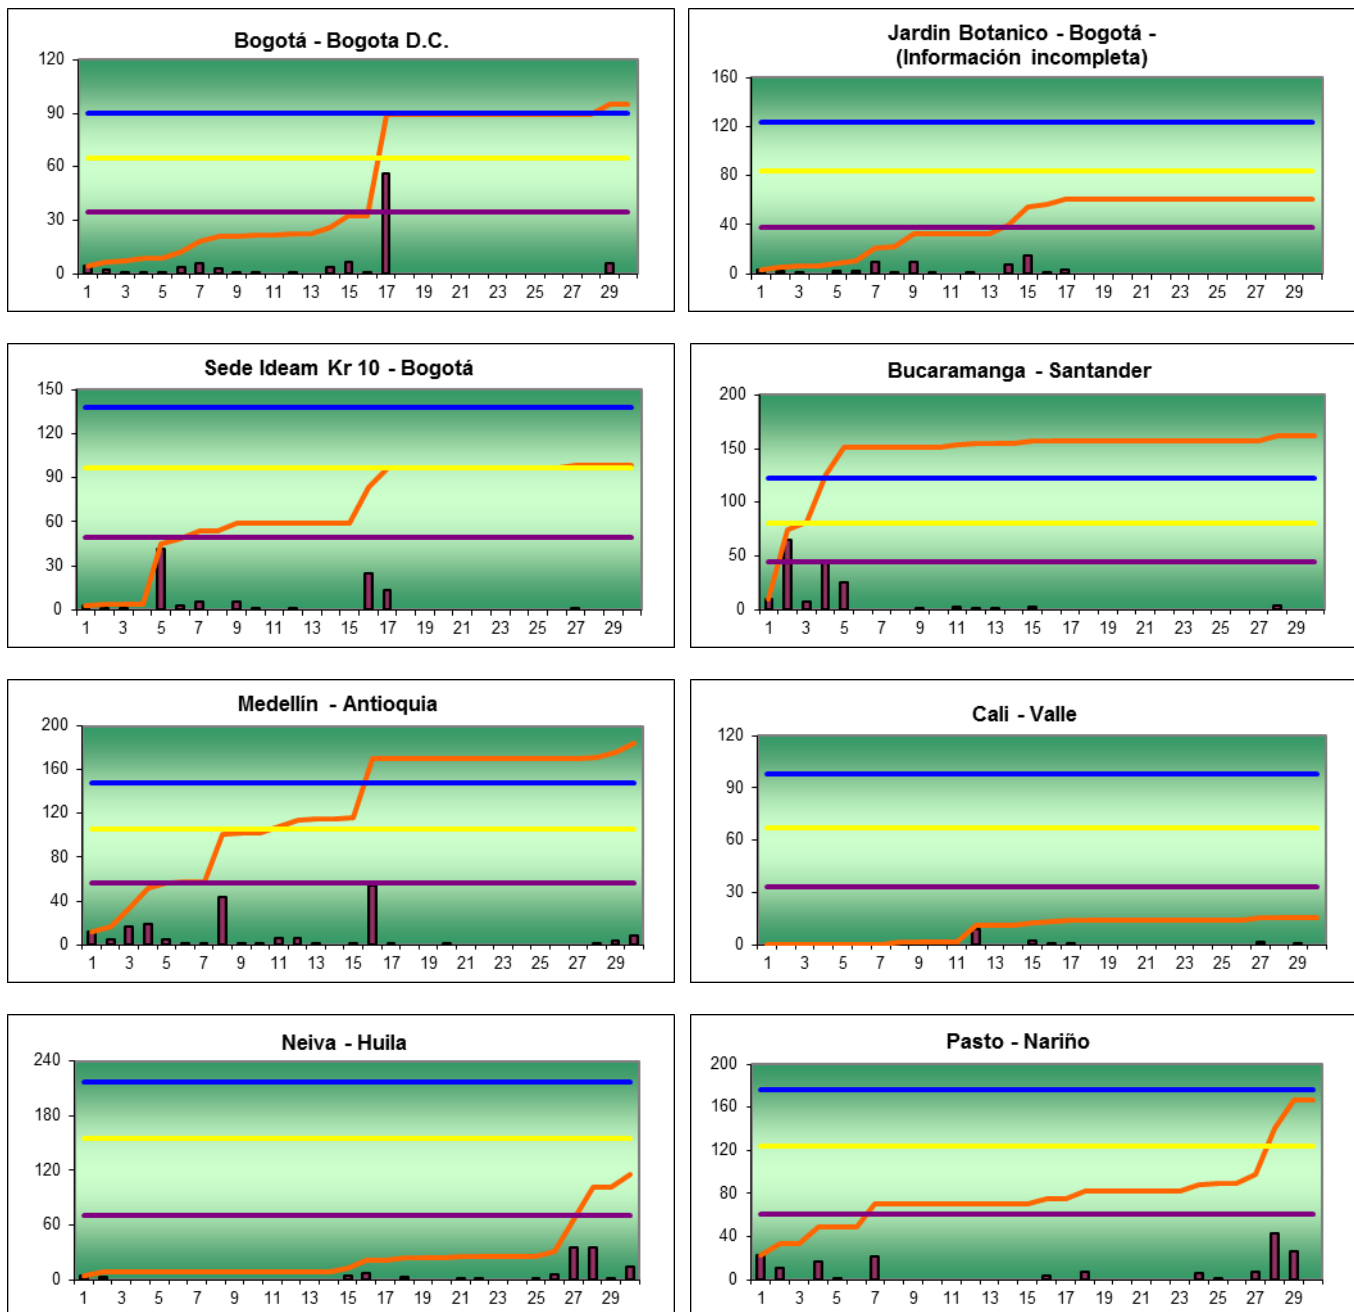 Bogotá - Bogota D.C.
120
90
60
30
0
1 3 5 7 9 11 13 15 17 19 21 23 25 27 29
Jardin Botanico - Bogotá -
(Información incompleta)
160
120
80
40
0
1 3 5 7 9 11 13 15 17 19 21 23 25 27 29
Sede Ideam Kr 10 - Bogotá
150
120
90
60
30
0
1 3 5 7 9 11 13 15 17 19 21 23 25 27 29
Bucaramanga - Santander
200
150
100
50
0
1 3 5 7 9 11 13 15 17 19 21 23 25 27 29
Medellín - Antioquia
200
160
120
80
40
0
1 3 5 7 9 11 13 15 17 19 21 23 25 27 29
Cali - Valle
120
90
60
30
0
1 3 5 7 9 11 13 15 17 19 21 23 25 27 29
Neiva - Huila
240
180
120
60
0
1 3 5 7 9 11 13 15 17 19 21 23 25 27 29
Pasto - Nariño
200
160
120
80
40
0
1 3 5 7 9 11 13 15 17 19 21 23 25 27 29